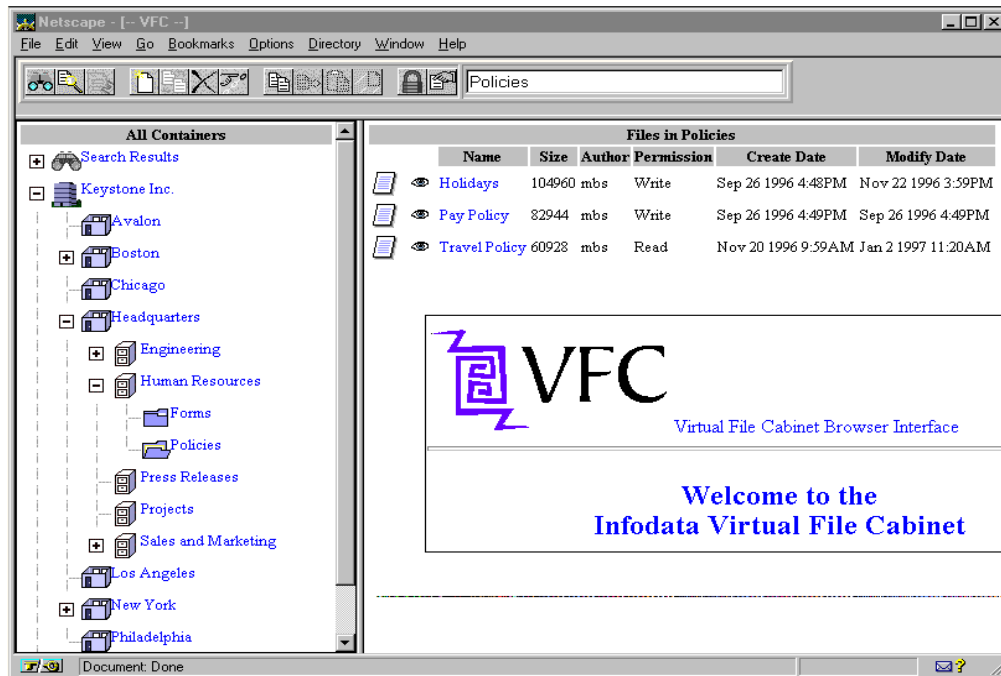 Netscape - [-- VFC --]
File Edit View Go Bookmarks Options Directory Window Help
Policies
All Containers
Search Results
Keystone Inc.
Avalon
Boston
Chicago
Headquarters
Engineering
Human Resources
Forms
Policies
Press Releases
Projects
Sales and Marketing
Los Angeles
New York
Philadelphia
Files in Policies
Name Size Author Permission Create Date Modify Date
Holidays 104960 mbs Write Sep 26 1996 4:48PM Nov 22 1996 3:59PM
Pay Policy 82944 mbs Write Sep 26 1996 4:49PM Sep 26 1996 4:49PM
Travel Policy 60928 mbs Read Nov 20 1996 9:59AM Jan 2 1997 11:20AM
VFC
Virtual File Cabinet Browser Interface
Welcome to the
Infodata Virtual File Cabinet
Document: Done